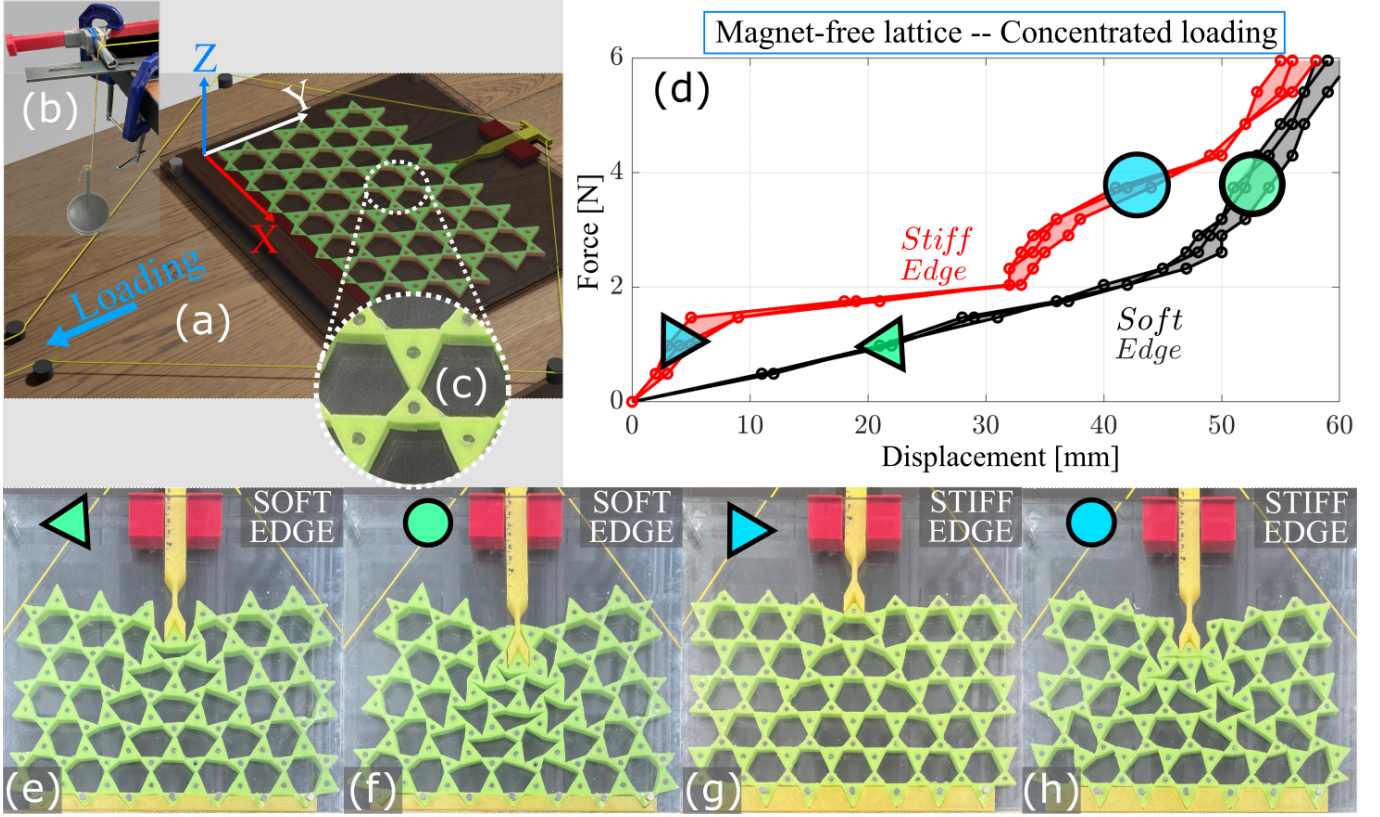 Magnet-free lattice -- Concentrated loading
(b)
Z
Y
X
Loading
(a)
(c)
(d)
6
4
2
0
Force [N]
0
10
20
30
40
50
60
Displacement [mm]
Stiff
Edge
Soft
Edge
SOFT
EDGE
(e)
SOFT
EDGE
(f)
STIFF
EDGE
(g)
STIFF
EDGE
(h)